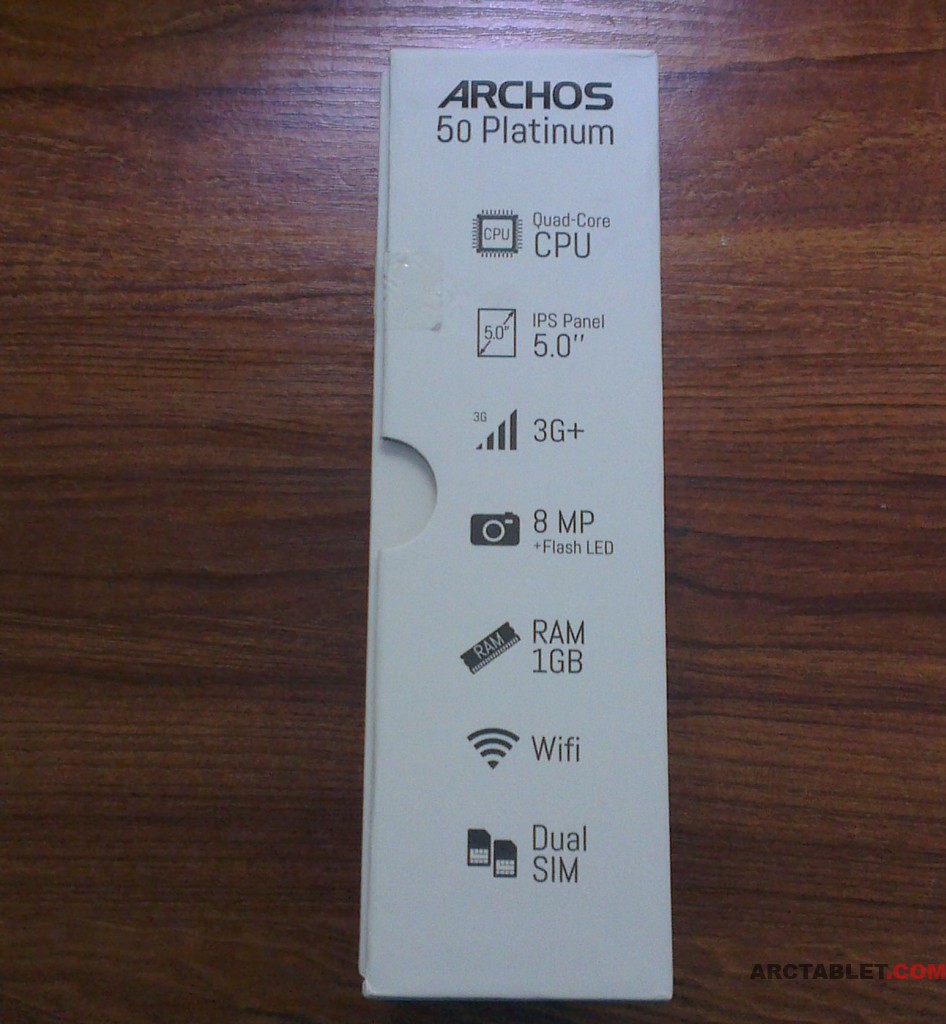 ARCHOS
50 Platinum
CPU
Quad-Core
CPU
5.0"
IPS Panel
5.0"
3G
3G+
8 MP
+Flash LED
RAM
RAM
1GB
Wifi
Dual
SIM
ARCTABLET.COM